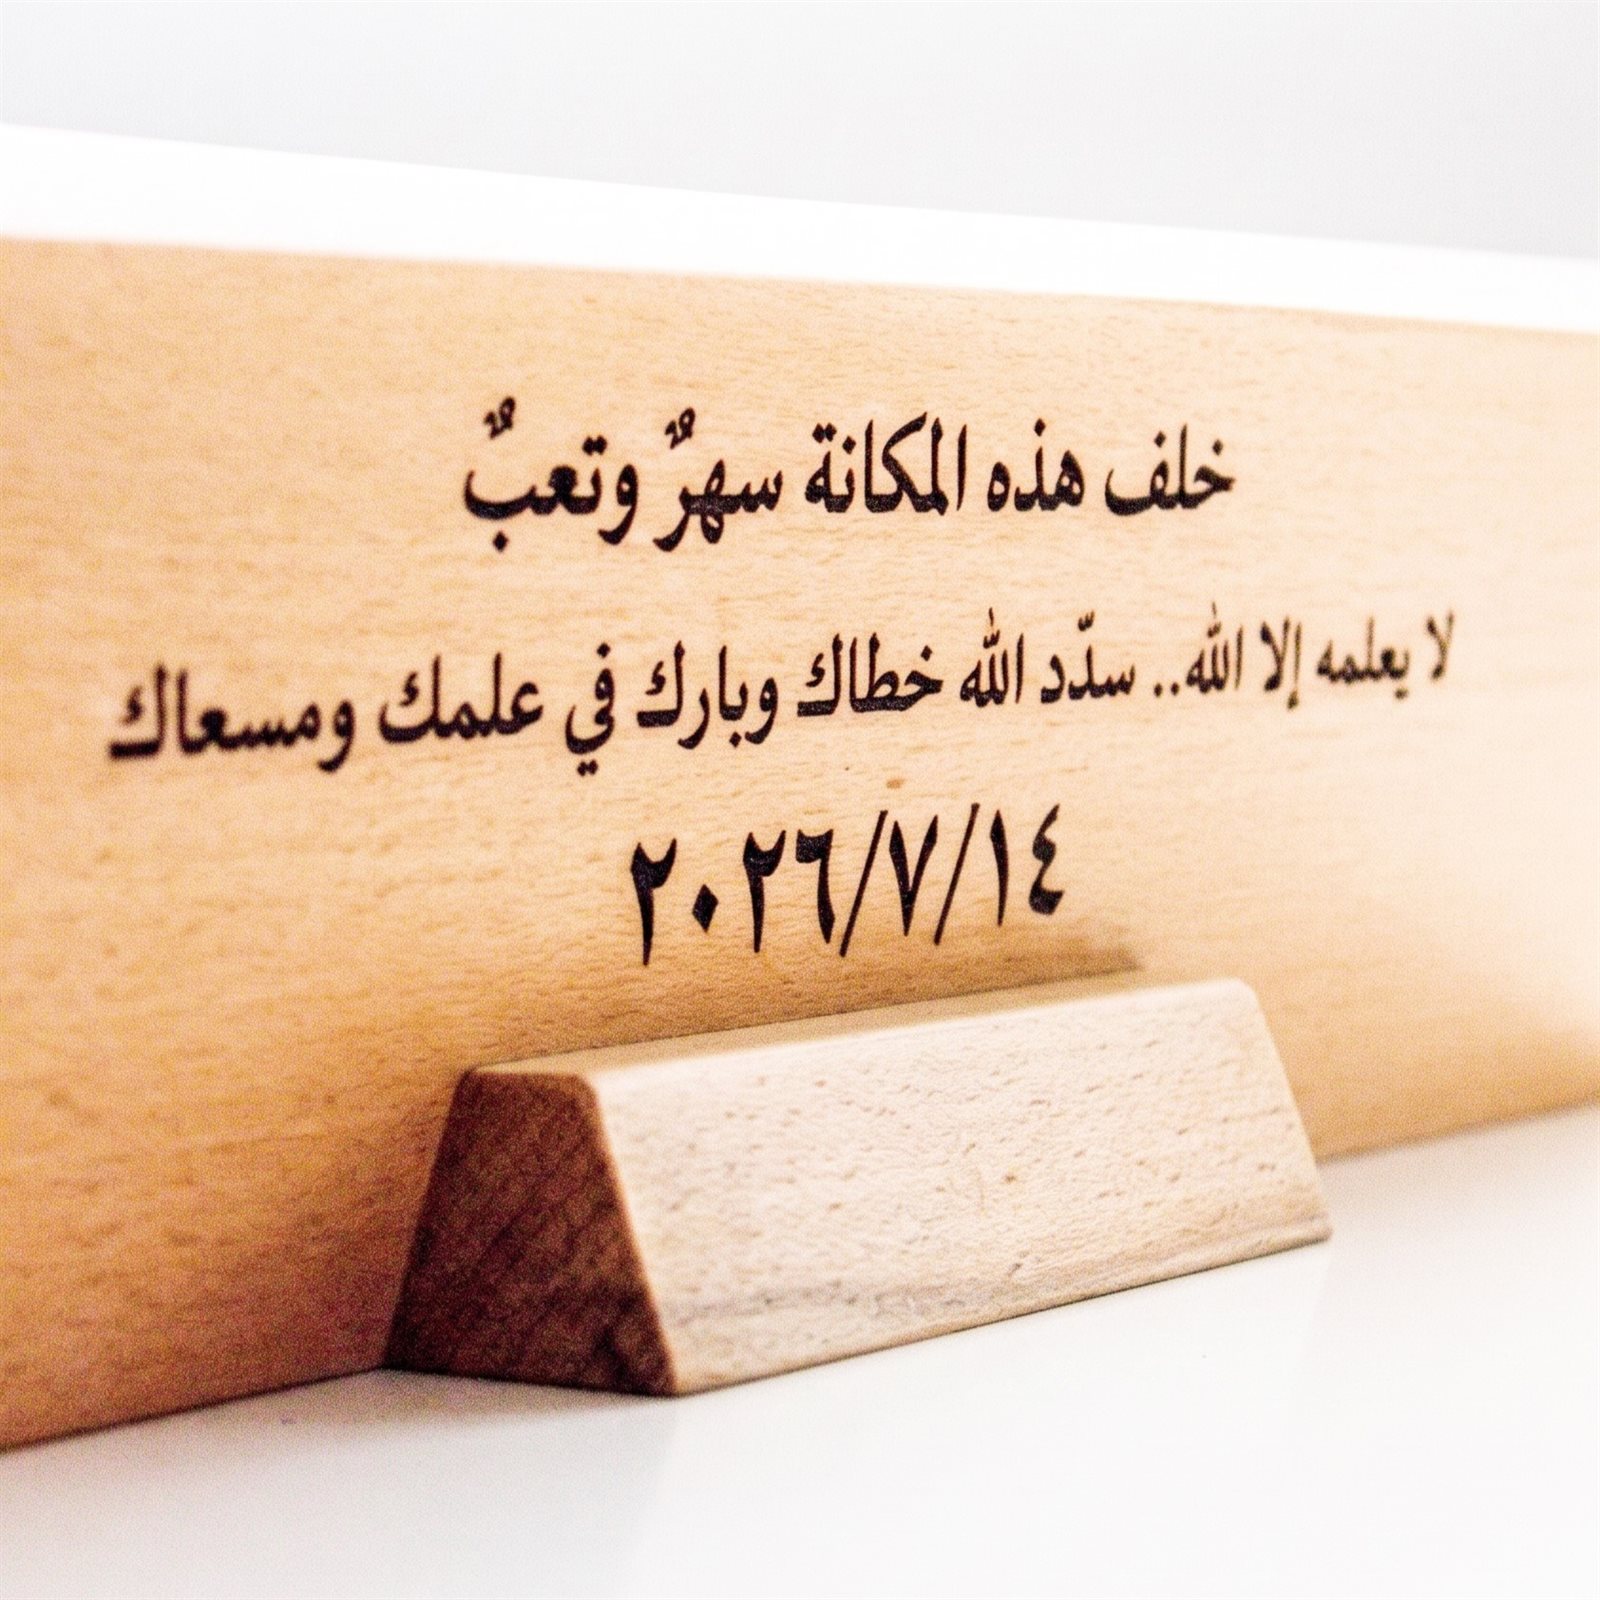 خلف هذه المكانة سهرٌ وتعبٌ
لا يعلمه إلا الله.. سدّد الله خطاك وبارك في علمك ومسعاك
٢٠٢٦/٧/١٤